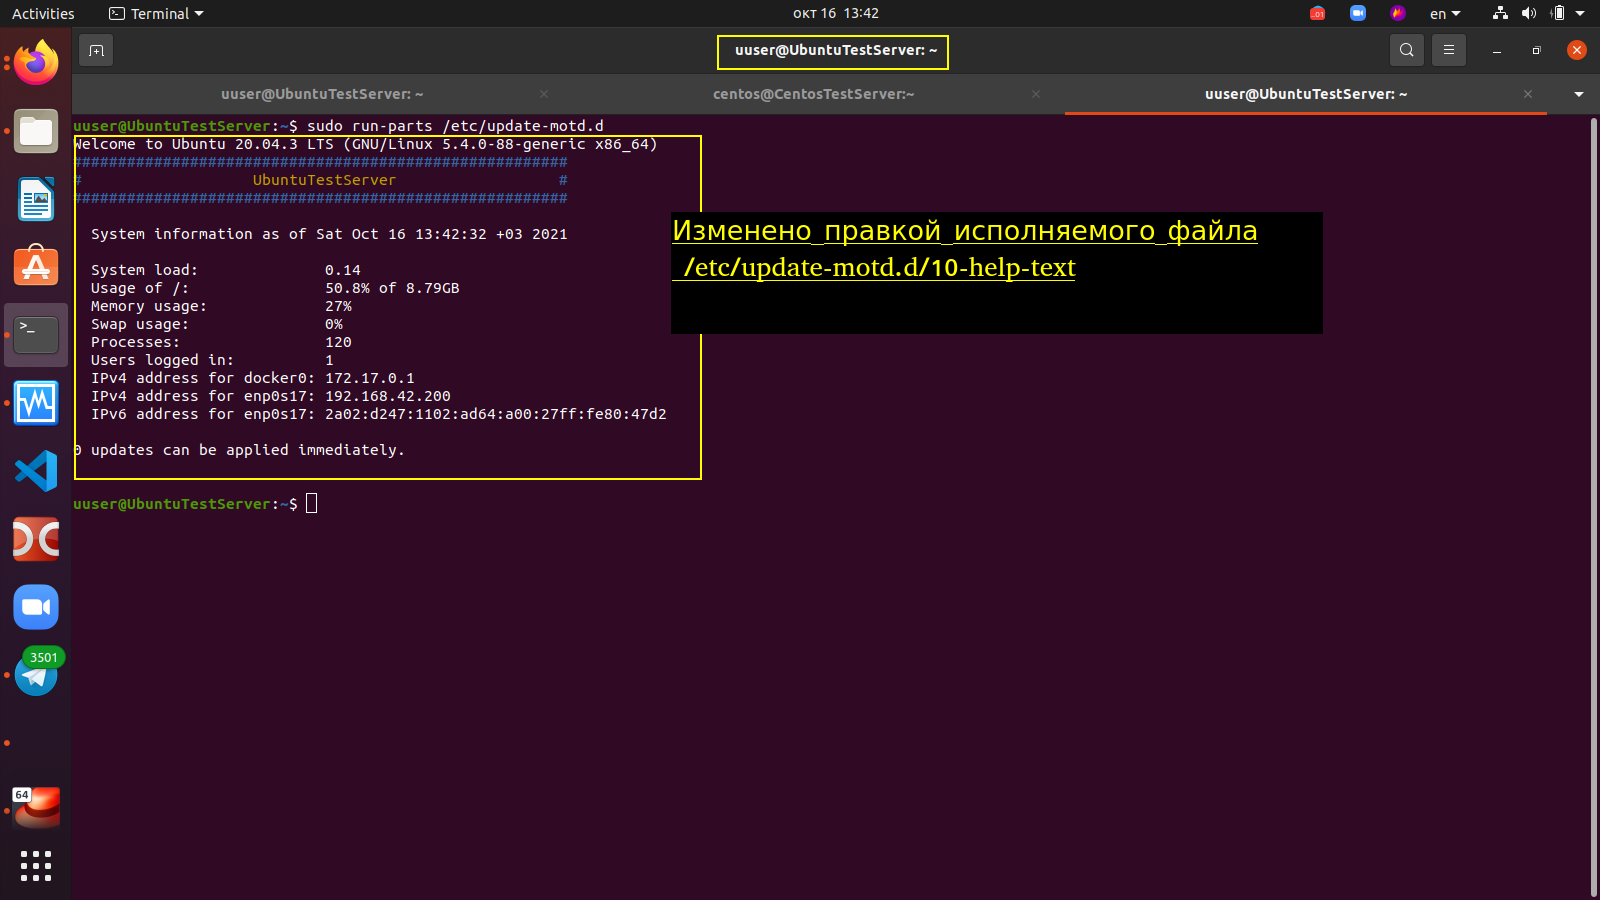 Activities
Terminal
окт 16 13:42
en
uuser@UbuntuTestServer: ~
uuser@UbuntuTestServer: ~
centos@CentosTestServer:~
uuser@UbuntuTestServer: ~
uuser@UbuntuTestServer:~$ sudo run-parts /etc/update-motd.d
Welcome to Ubuntu 20.04.3 LTS (GNU/Linux 5.4.0-88-generic x86_64)
#######################################################
# UbuntuTestServer #
#######################################################
System information as of Sat Oct 16 13:42:32 +03 2021
System load: 0.14
Usage of /: 50.8% of 8.79GB
Memory usage: 27%
Swap usage: 0%
Processes: 120
Users logged in: 1
IPv4 address for docker0: 172.17.0.1
IPv4 address for enp0s17: 192.168.42.200
IPv6 address for enp0s17: 2a02:d247:1102:ad64:a00:27ff:fe80:47d2
0 updates can be applied immediately.
uuser@UbuntuTestServer:~$
Изменено_правкой_исполняемого_файла
_/etc/update-motd.d/10-help-text
3501
64